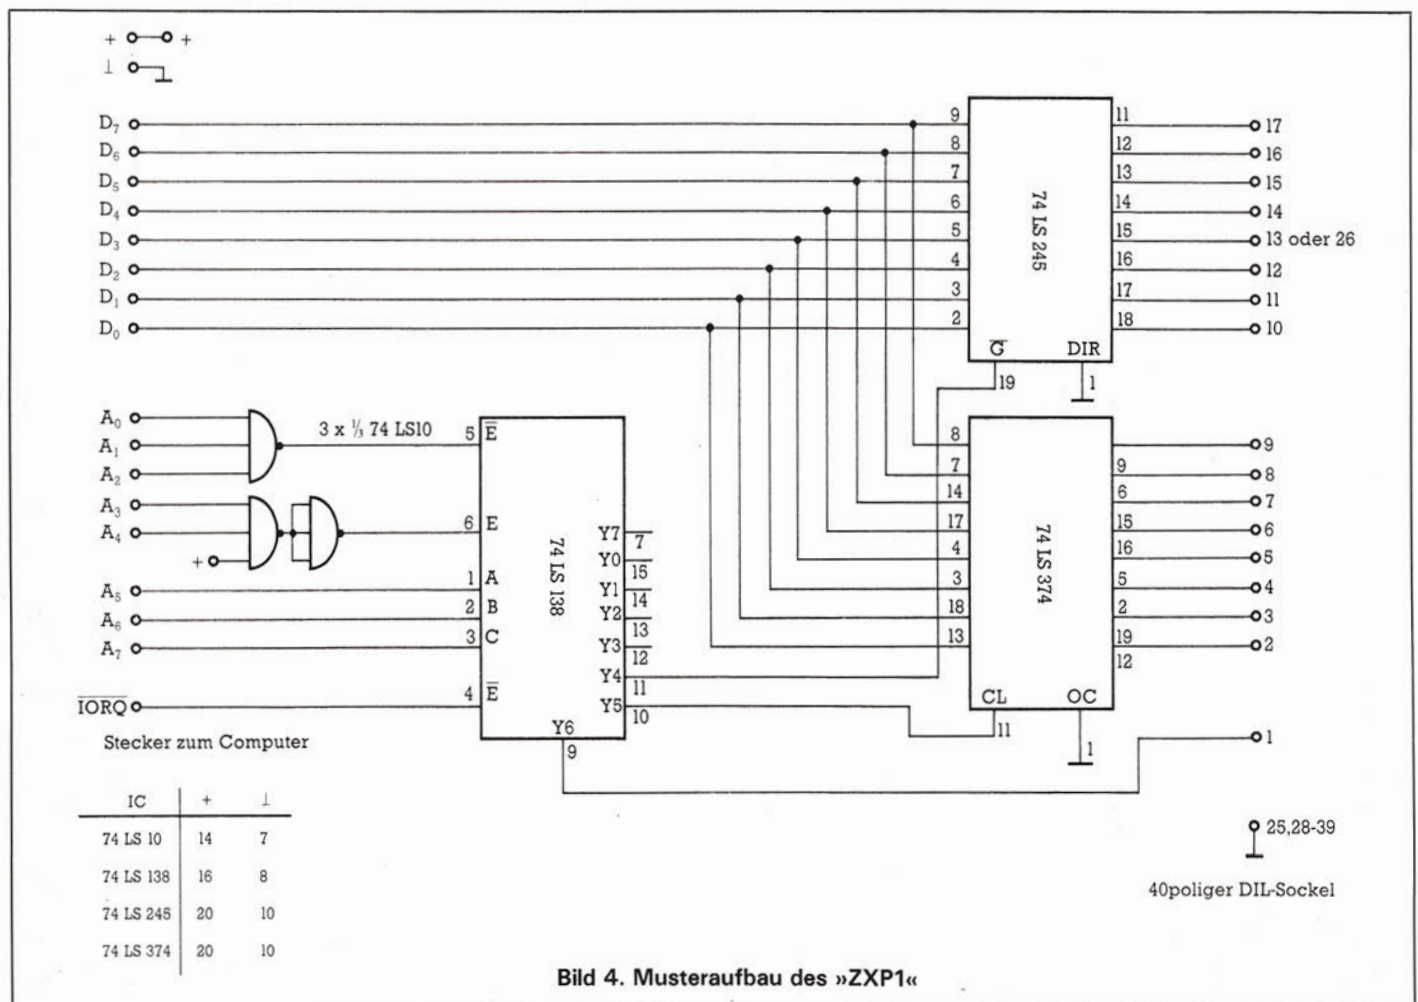 + +
⊥
D₇ 9 11 17
D₆ 8 12 16
D₅ 7 13 15
D₄ 6 14 14
D₃ 5 15 13 oder 26
D₂ 4 16 12
D₁ 3 17 11
D₀ 2 18 10
74 LS 245
G̅ DIR
19 1
A₀
A₁ 3 x ⅓ 74 LS10 5 E̅
A₂
A₃
A₄ 6 E
+
A₅ 1 A
A₆ 2 B
A₇ 3 C
I̅O̅R̅Q̅ 4 E̅
74 LS 138
Y7 7
Y0 15
Y1 14
Y2 13
Y3 12
Y4 11
Y5 10
Y6
9
8 9
7 9 8
14 6 7
17 15 6
4 16 5
3 5 4
18 2 3
13 19 2
12
74 LS 374
CL OC
11 1
1
Stecker zum Computer
IC + ⊥
74 LS 10 14 7
74 LS 138 16 8
74 LS 245 20 10
74 LS 374 20 10
25,28-39
40poliger DIL-Sockel
Bild 4. Musteraufbau des »ZXP1«